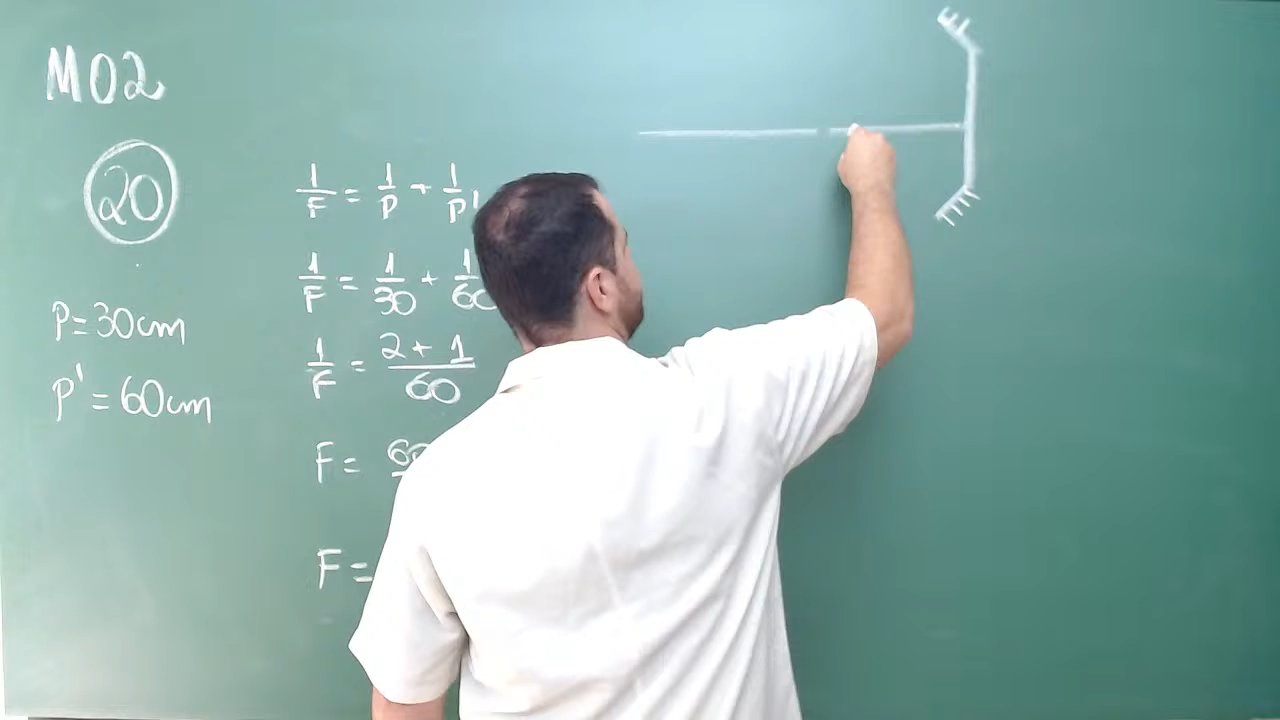 M02
20
P=30cm
P' = 60cm
1/F = 1/P + 1/P'
1/F = 1/30 + 1/60
1/F = 2+1/60
F =
F =